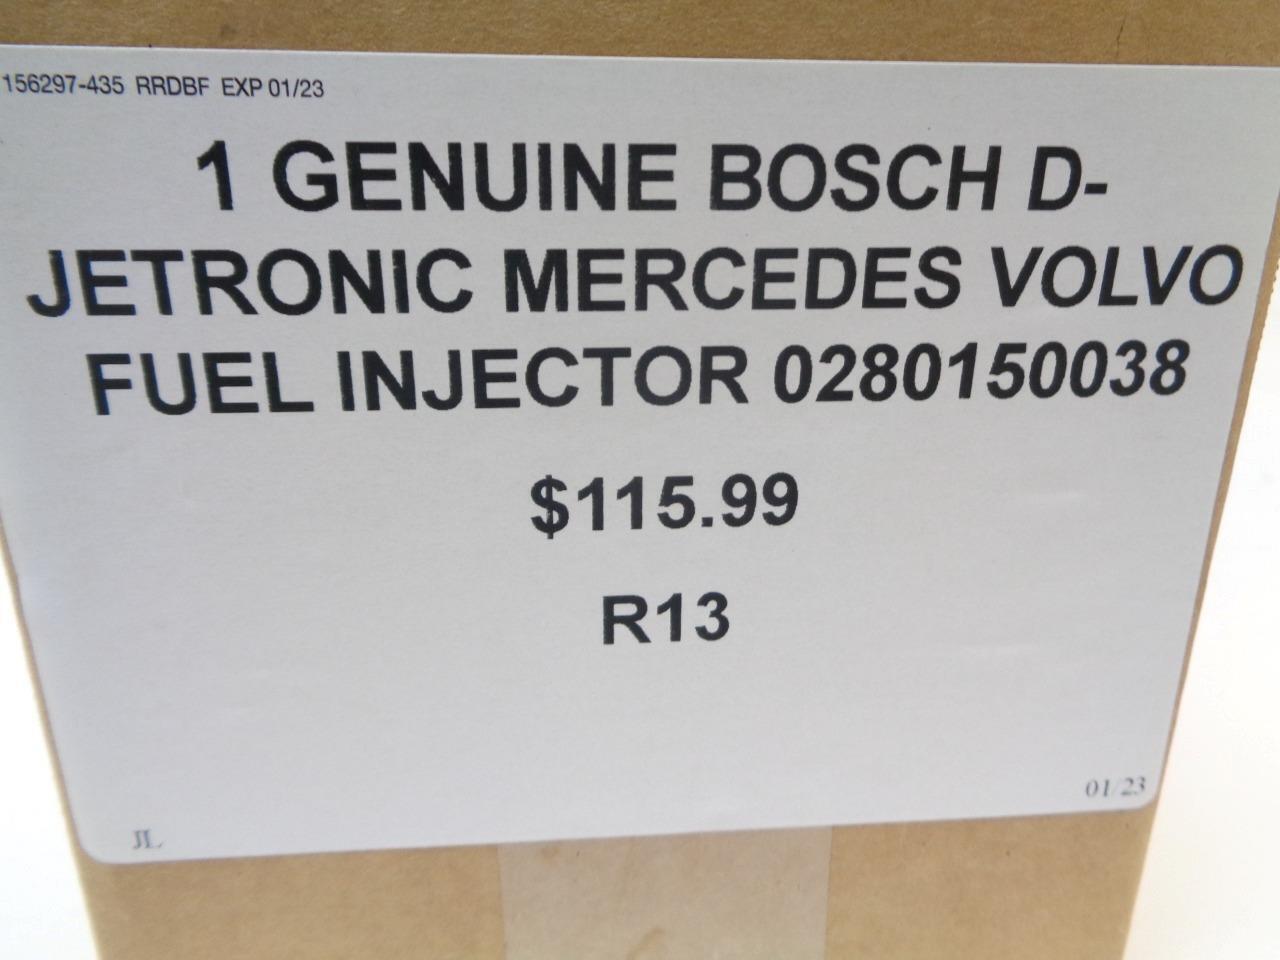 156297-435 RRDBF EXP 01/23
1 GENUINE BOSCH D-
JETRONIC MERCEDES VOLVO
FUEL INJECTOR 0280150038
$115.99
R13
01/23
JL